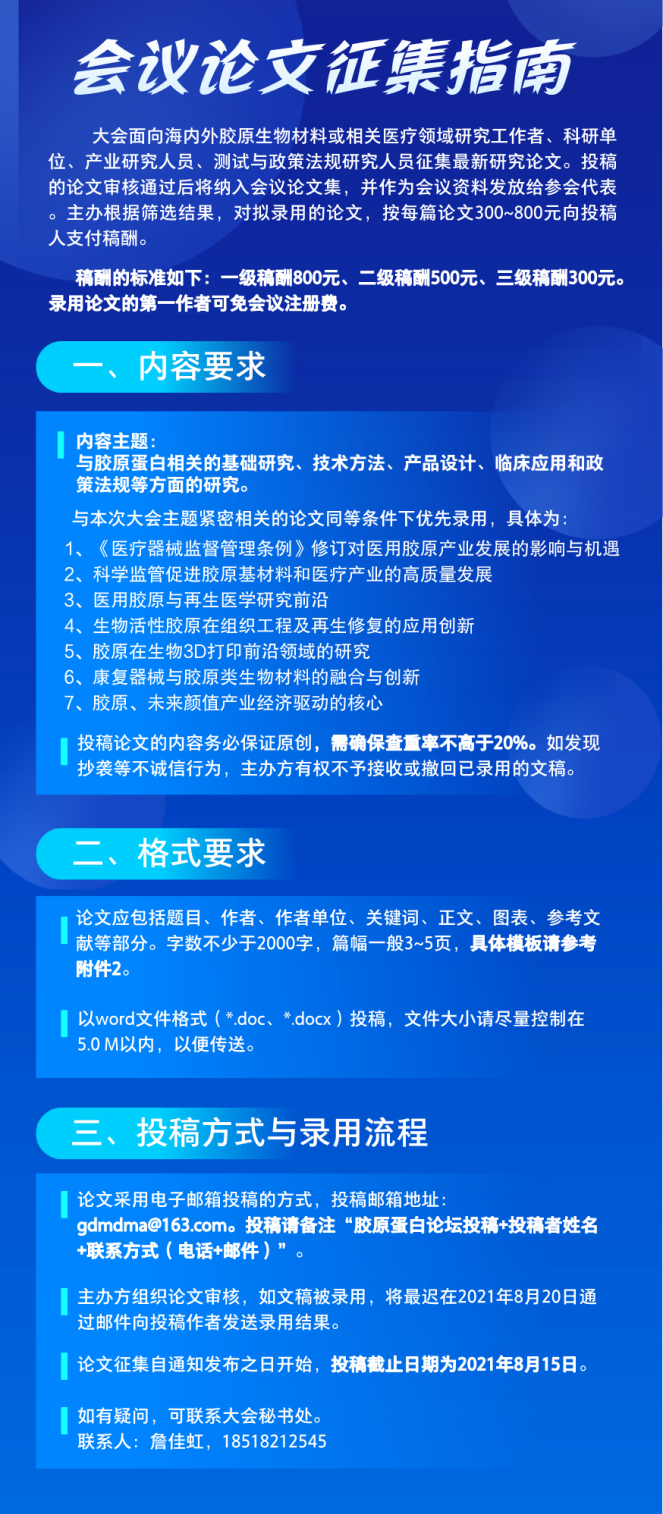 会议论文征集指南
大会面向海内外胶原生物材料或相关医疗领域研究工作者、科研单
位、产业研究人员、测试与政策法规研究人员征集最新研究论文。投稿
的论文审核通过后将纳入会议论文集，并作为会议资料发放给参会代表
。主办根据筛选结果，对拟录用的论文，按每篇论文300~800元向投稿
人支付稿酬。
稿酬的标准如下：一级稿酬800元、二级稿酬500元、三级稿酬300元。
录用论文的第一作者可免会议注册费。
一、内容要求
内容主题：
与胶原蛋白相关的基础研究、技术方法、产品设计、临床应用和政
策法规等方面的研究。
与本次大会主题紧密相关的论文同等条件下优先录用，具体为：
1、《医疗器械监督管理条例》修订对医用胶原产业发展的影响与机遇
2、科学监管促进胶原基材料和医疗产业的高质量发展
3、医用胶原与再生医学研究前沿
4、生物活性胶原在组织工程及再生修复的应用创新
5、胶原在生物3D打印前沿领域的研究
6、康复器械与胶原类生物材料的融合与创新
7、胶原、未来颜值产业经济驱动的核心
投稿论文的内容务必保证原创，需确保查重率不高于20%。如发现
抄袭等不诚信行为，主办方有权不予接收或撤回已录用的文稿。
二、格式要求
论文应包括题目、作者、作者单位、关键词、正文、图表、参考文
献等部分。字数不少于2000字，篇幅一般3~5页，具体模板请参考
附件2。
以word文件格式（*.doc、*.docx）投稿，文件大小请尽量控制在
5.0 M以内，以便传送。
三、投稿方式与录用流程
论文采用电子邮箱投稿的方式，投稿邮箱地址：
gdmdma@163.com。投稿请备注“胶原蛋白论坛投稿+投稿者姓名
+联系方式（电话+邮件）”。
主办方组织论文审核，如文稿被录用，将最迟在2021年8月20日通
过邮件向投稿作者发送录用结果。
论文征集自通知发布之日开始，投稿截止日期为2021年8月15日。
如有疑问，可联系大会秘书处。
联系人：詹佳虹，18518212545